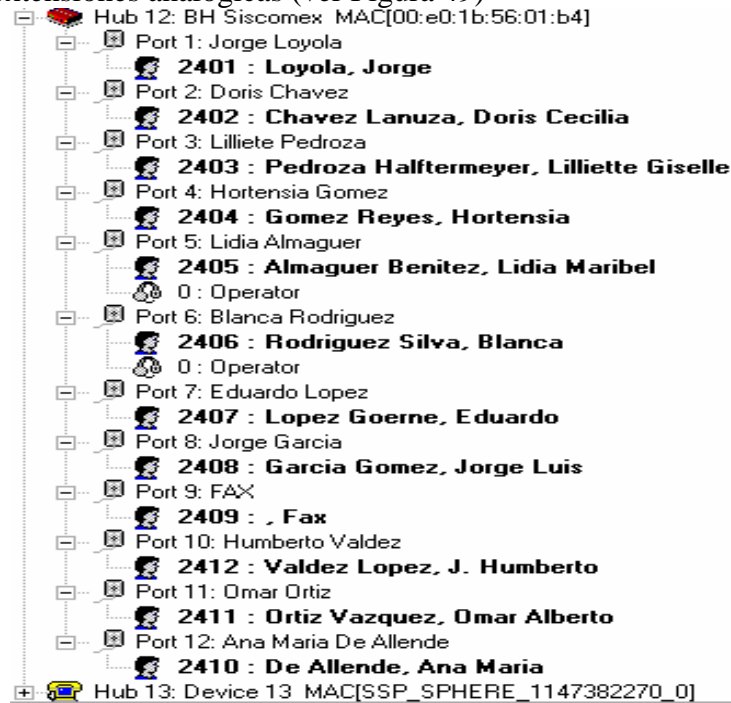 extensiones analógicas (ver Figura 49)
Hub 12: BH Siscomex MAC[00:e0:1b:56:01:b4]
Port 1: Jorge Loyola
2401 : Loyola, Jorge
Port 2: Doris Chavez
2402 : Chavez Lanuza, Doris Cecilia
Port 3: Lilliete Pedroza
2403 : Pedroza Halftermeyer, Lilliette Giselle
Port 4: Hortensia Gomez
2404 : Gomez Reyes, Hortensia
Port 5: Lidia Almaguer
2405 : Almaguer Benitez, Lidia Maribel
0 : Operator
Port 6: Blanca Rodriguez
2406 : Rodriguez Silva, Blanca
0 : Operator
Port 7: Eduardo Lopez
2407 : Lopez Goerne, Eduardo
Port 8: Jorge Garcia
2408 : Garcia Gomez, Jorge Luis
Port 9: FAX
2409 : , Fax
Port 10: Humberto Valdez
2412 : Valdez Lopez, J. Humberto
Port 11: Omar Ortiz
2411 : Ortiz Vazquez, Omar Alberto
Port 12: Ana Maria De Allende
2410 : De Allende, Ana Maria
Hub 13: Device 13 MAC[SSP_SPHERE_1147382270_0]